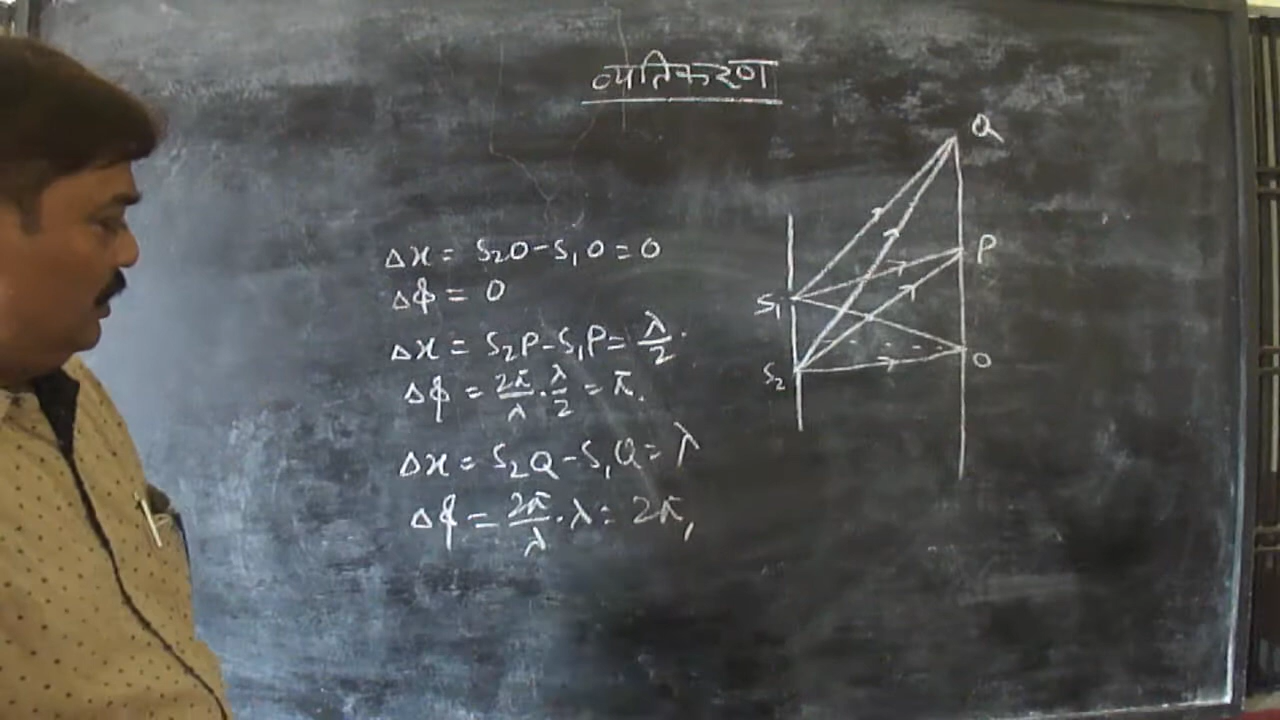 व्यतिकरण
Δx = S₂O - S₁O = 0
Δϕ = 0
Δx = S₂P - S₁P = λ/2.
Δϕ = 2π/λ . λ/2 = π.
Δx = S₂Q - S₁Q = λ
Δϕ = 2π/λ . λ = 2π,
Q
P
S₁
O
S₂